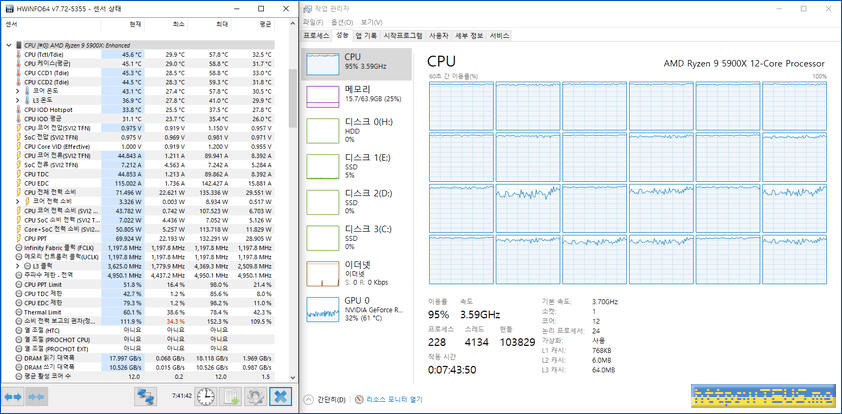 HWiNFO64 v7.72-5355 - 센서 상태
센서 현재 최소 최대 평균
CPU [#0]: AMD Ryzen 9 5900X: Enhanced
CPU (Tctl/Tdie) 45.6 °C 29.9 °C 57.8 °C 32.5 °C
CPU 케이스(평균) 45.1 °C 29.0 °C 58.8 °C 31.7 °C
CPU CCD1 (Tdie) 45.3 °C 28.5 °C 58.8 °C 33.0 °C
CPU CCD2 (Tdie) 44.5 °C 28.3 °C 59.3 °C 31.8 °C
코어 온도 43.1 °C 27.4 °C 57.8 °C 30.5 °C
L3 온도 36.9 °C 27.8 °C 41.0 °C 29.9 °C
CPU IOD Hotspot 33.8 °C 25.5 °C 37.5 °C 27.8 °C
CPU IOD 평균 31.1 °C 23.7 °C 35.4 °C 26.0 °C
CPU 코어 전압(SVI2 TFN) 0.975 V 0.919 V 1.150 V 0.957 V
SoC 전압 (SVI2 TFN) 0.975 V 0.969 V 0.981 V 0.971 V
CPU Core VID (Effective) 1.000 V 0.919 V 1.200 V 0.955 V
CPU 코어 전류(SVI2 TFN) 44.843 A 1.211 A 89.941 A 8.392 A
SoC 전류 (SVI2 TFN) 7.212 A 4.563 A 7.242 A 5.284 A
CPU TDC 44.853 A 1.213 A 89.862 A 8.392 A
CPU EDC 115.002 A 1.736 A 142.427 A 15.881 A
CPU 전체 전력 소비 71.496 W 22.621 W 135.336 W 29.551 W
코어 전력 소비 3.326 W 0.003 W 8.934 W 0.517 W
CPU 코어 전력 소비 (SVI2 ... 43.782 W 0.742 W 107.523 W 6.703 W
CPU SoC 소비 전력 (SVI2 T... 7.022 W 4.436 W 7.052 W 5.126 W
Core+SoC 전력 소비 (SVI2 ... 50.805 W 5.257 W 113.718 W 11.829 W
CPU PPT 69.924 W 22.193 W 132.291 W 28.905 W
Infinity Fabric 클럭 (FCLK) 1,197.8 MHz 1,197.8 MHz 1,197.8 MHz 1,197.8 MHz
메모리 컨트롤러 클럭(UCLK) 1,197.8 MHz 1,197.8 MHz 1,197.8 MHz 1,197.8 MHz
L3 클럭 3,625.0 MHz 1,779.9 MHz 4,369.3 MHz 2,509.8 MHz
주파수 제한 - 전역 4,950.1 MHz 4,437.2 MHz 4,950.1 MHz 4,950.1 MHz
CPU PPT Limit 51.8 % 16.4 % 98.0 % 21.4 %
CPU TDC 제한 42.7 % 1.2 % 85.6 % 8.0 %
CPU EDC 제한 79.3 % 1.2 % 98.2 % 11.0 %
Thermal Limit 60.1 % 38.6 % 78.4 % 42.3 %
소비 전력 보고의 편차(정... 111.9 % 34.3 % 152.3 % 109.5 %
열 조절 (HTC) 아니요 아니요 아니요
열 조절 (PROCHOT CPU) 아니요 아니요 아니요
열 조절 (PROCHOT EXT) 아니요 아니요 아니요
DRAM 읽기 대역폭 17.997 GB/s 0.068 GB/s 18.118 GB/s 1.969 GB/s
DRAM 쓰기 대역폭 10.526 GB/s 0.015 GB/s 10.526 GB/s 0.987 GB/s
평균 활성 코어 수 12.0 0.2 12.0 1.5
7:41:42
작업 관리자
파일(F) 옵션(O) 보기(V)
프로세스 성능 앱 기록 시작프로그램 사용자 세부 정보 서비스
CPU
95% 3.59GHz
메모리
15.7/63.9GB (25%)
디스크 0(H:)
HDD
0%
디스크 1(E:)
SSD
5%
디스크 2(D:)
SSD
0%
디스크 3(C:)
SSD
0%
이더넷
이더넷
S: 0 R: 0 Kbps
GPU 0
NVIDIA GeForce R...
32% (61 °C)
CPU AMD Ryzen 9 5900X 12-Core Processor
60초 간 이용률(%) 100%
이용률 속도
95% 3.59GHz
프로세스 스레드 핸들
228 4134 103829
작동 시간
0:07:43:50
기본 속도: 3.70GHz
소켓: 1
코어: 12
논리 프로세서: 24
가상화: 사용
L1 캐시: 768KB
L2 캐시: 6.0MB
L3 캐시: 64.0MB
간단히(D) 리소스 모니터 열기